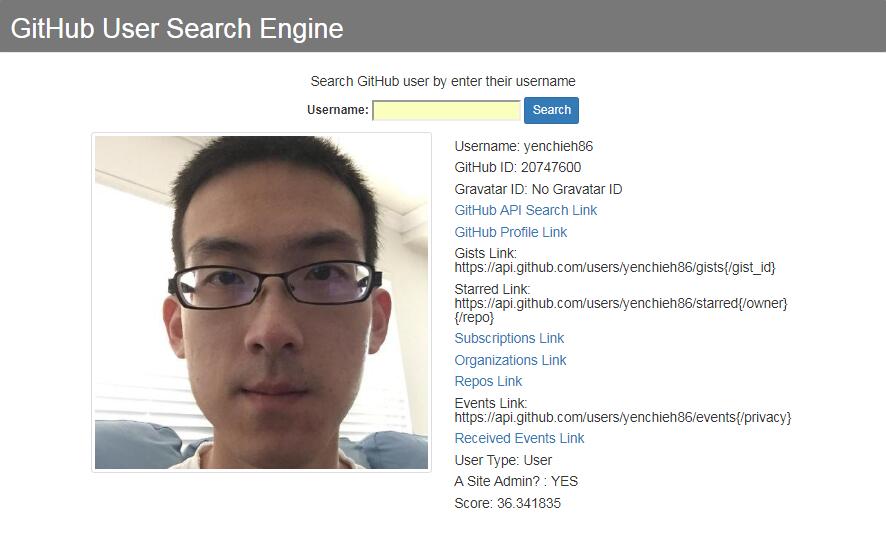 GitHub User Search Engine
Search GitHub user by enter their username
Username: Search
Username: yenchieh86
GitHub ID: 20747600
Gravatar ID: No Gravatar ID
GitHub API Search Link
GitHub Profile Link
Gists Link:
https://api.github.com/users/yenchieh86/gists{/gist_id}
Starred Link:
https://api.github.com/users/yenchieh86/starred{/owner}
{/repo}
Subscriptions Link
Organizations Link
Repos Link
Events Link:
https://api.github.com/users/yenchieh86/events{/privacy}
Received Events Link
User Type: User
A Site Admin? : YES
Score: 36.341835